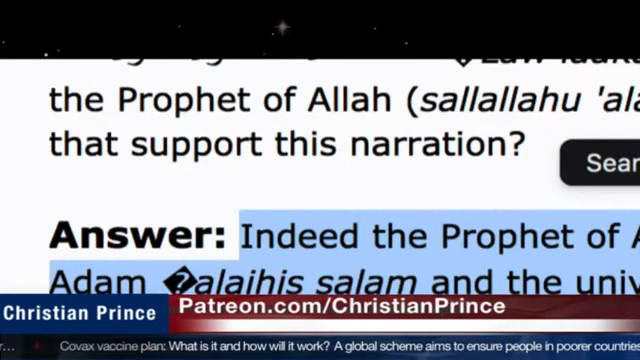 �Law laaka
the Prophet of Allah (sallallahu 'ala
that support this narration?
Sear
Answer: Indeed the Prophet of A
Adam �alaihis salam and the univ
Christian Prince
Patreon.com/ChristianPrince
... Covax vaccine plan: What is it and how will it work? A global scheme aims to ensure people in poorer countries